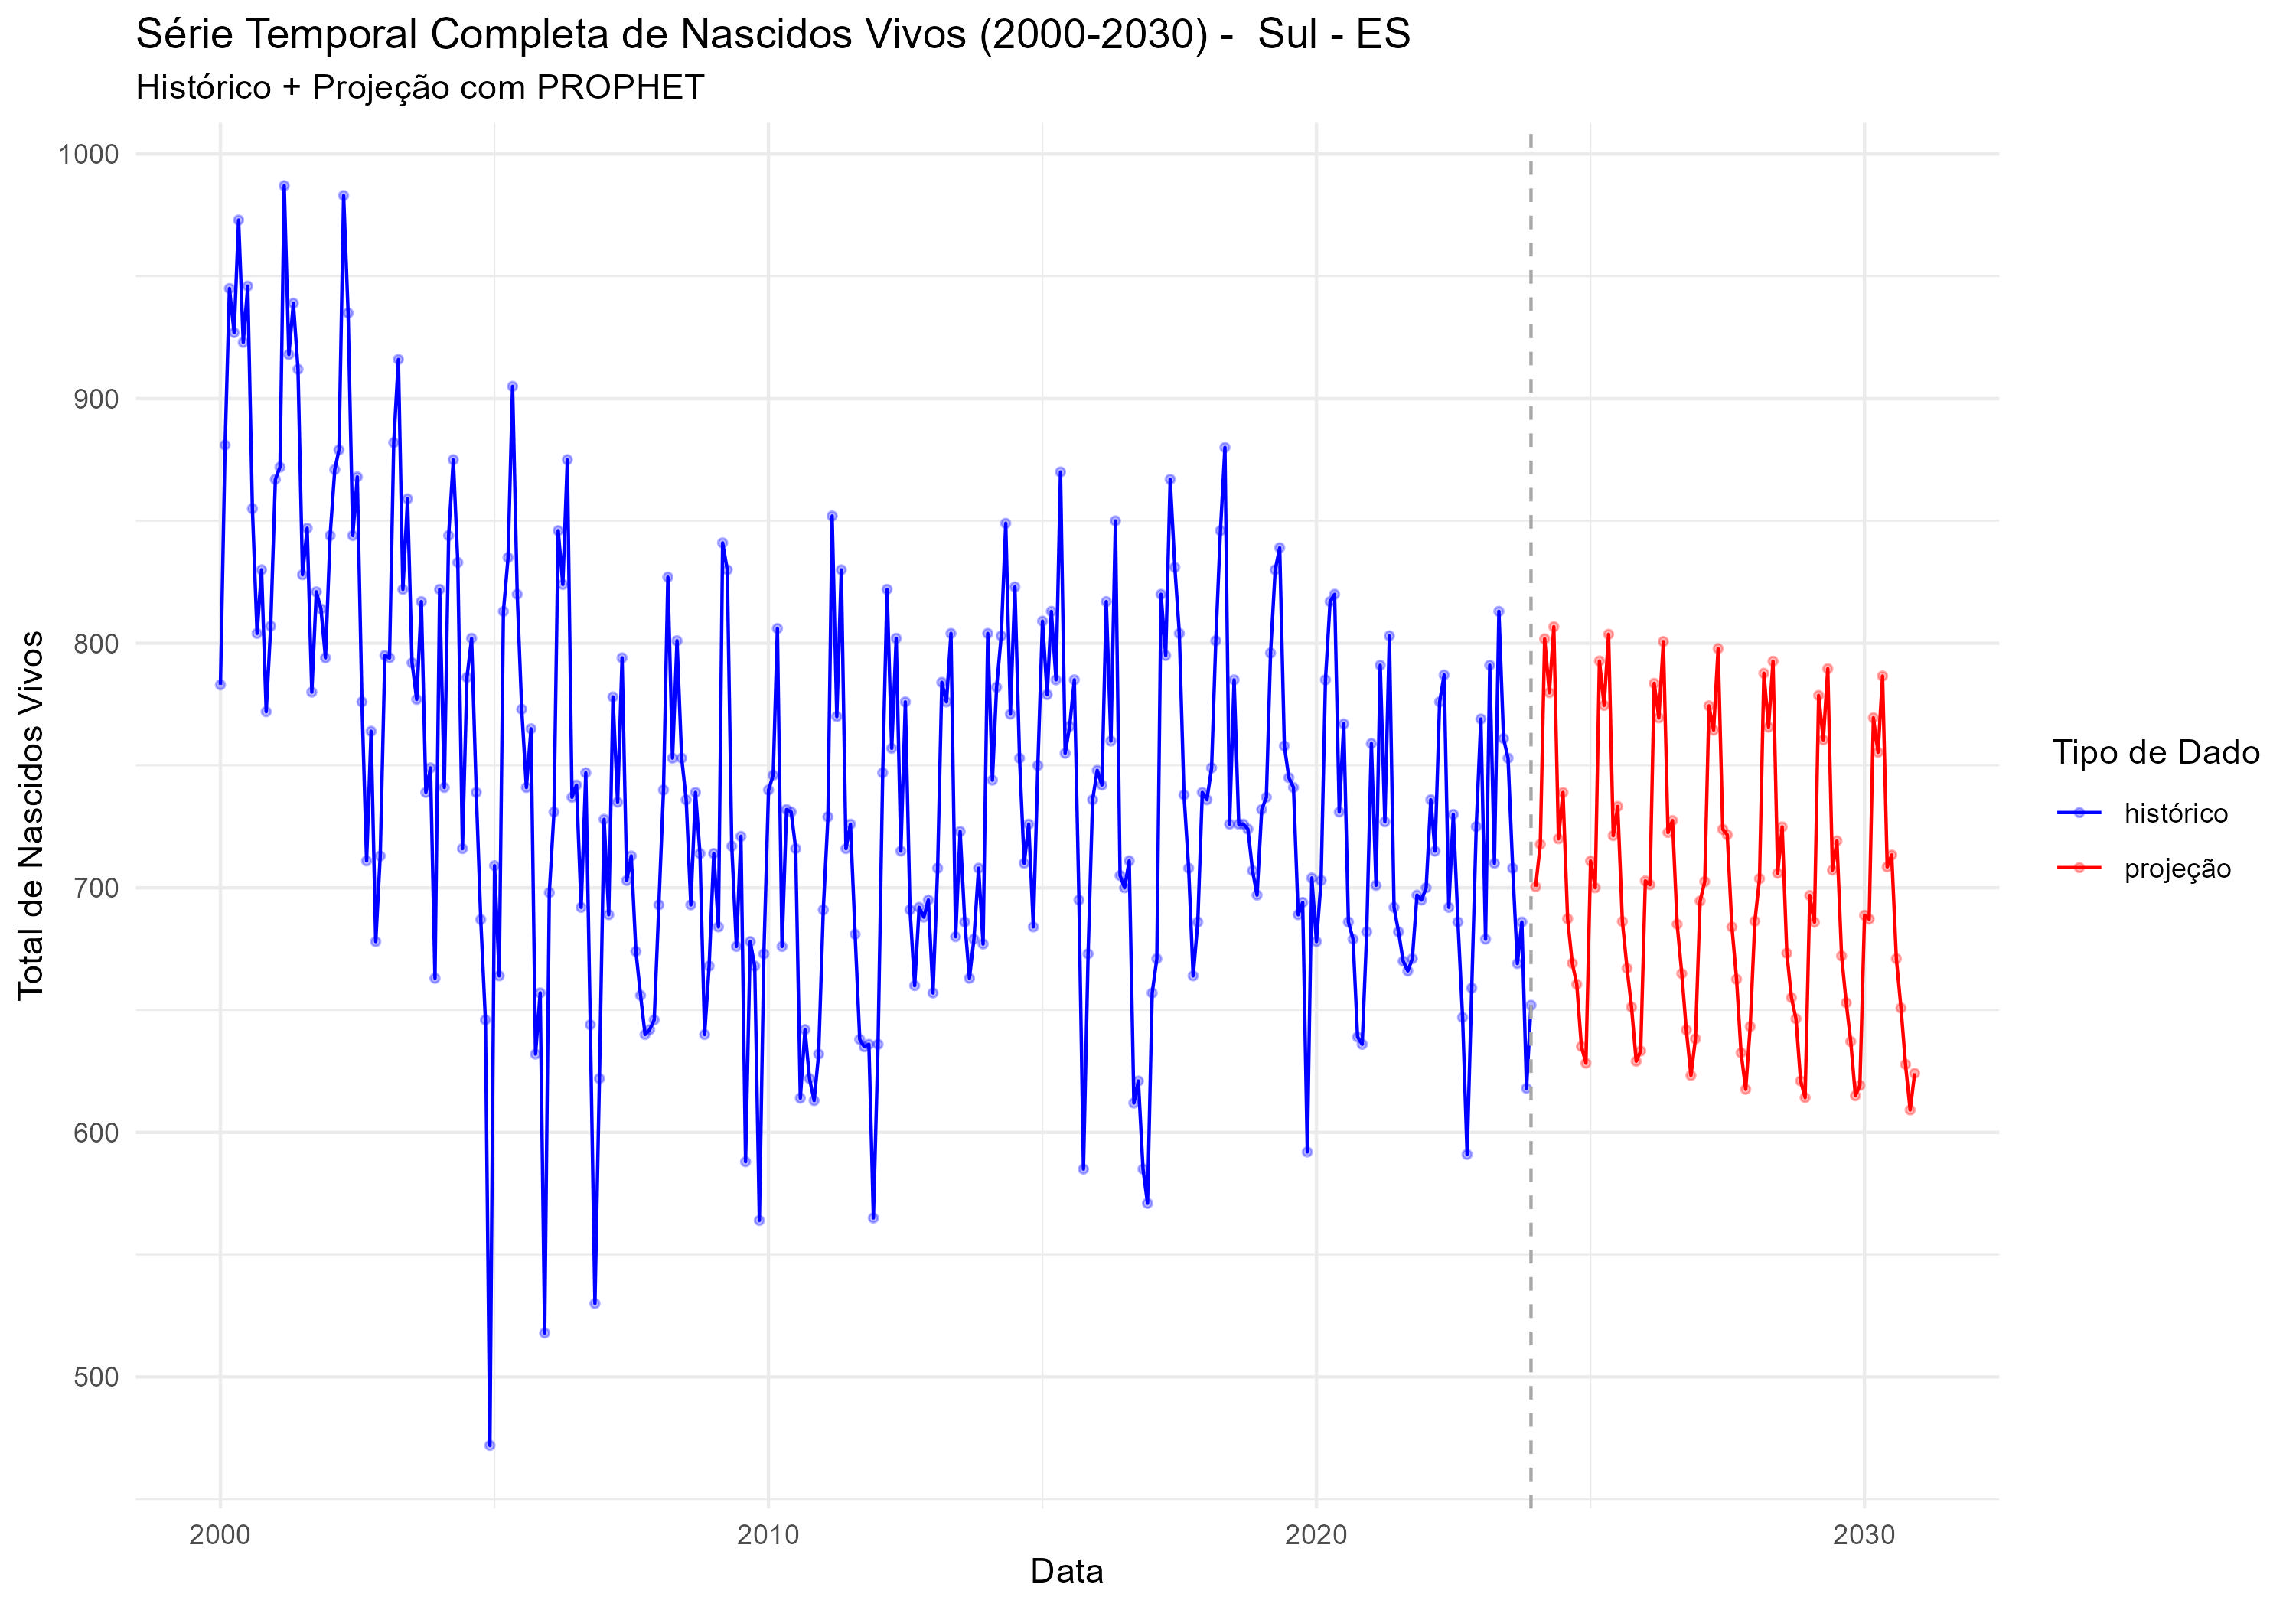 Série Temporal Completa de Nascidos Vivos (2000-2030) -  Sul - ES
Histórico + Projeção com PROPHET
Total de Nascidos Vivos
1000
900
800
700
600
500
2000
2010
2020
2030
Data
Tipo de Dado
histórico
projeção